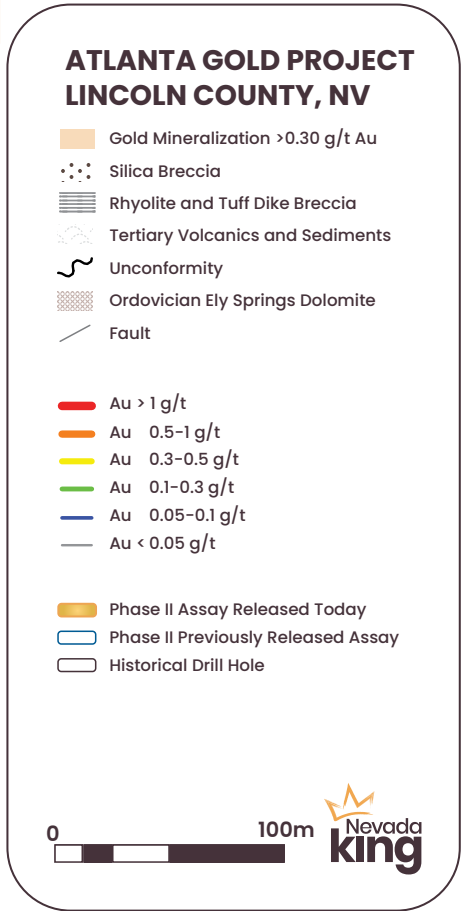 ATLANTA GOLD PROJECT
LINCOLN COUNTY, NV
Gold Mineralization >0.30 g/t Au
Silica Breccia
Rhyolite and Tuff Dike Breccia
Tertiary Volcanics and Sediments
Unconformity
Ordovician Ely Springs Dolomite
Fault
Au > 1 g/t
Au 0.5-1 g/t
Au 0.3-0.5 g/t
Au 0.1-0.3 g/t
Au 0.05-0.1 g/t
Au < 0.05 g/t
Phase II Assay Released Today
Phase II Previously Released Assay
Historical Drill Hole
0 100m
Nevada
king